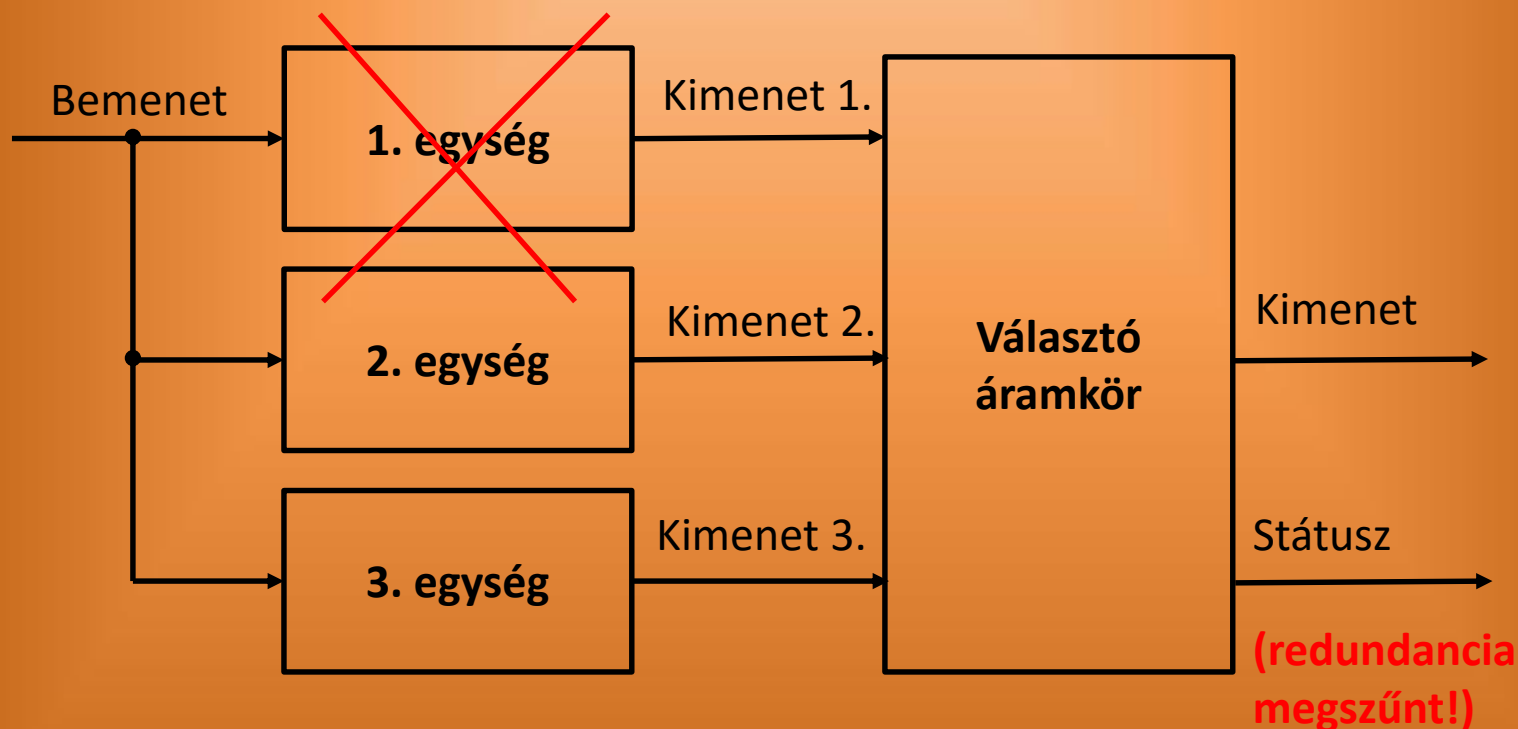 Bemenet
1. egység
Kimenet 1.
2. egység
Kimenet 2.
3. egység
Kimenet 3.
Választó
áramkör
Kimenet
Státusz
(redundancia
megszűnt!)